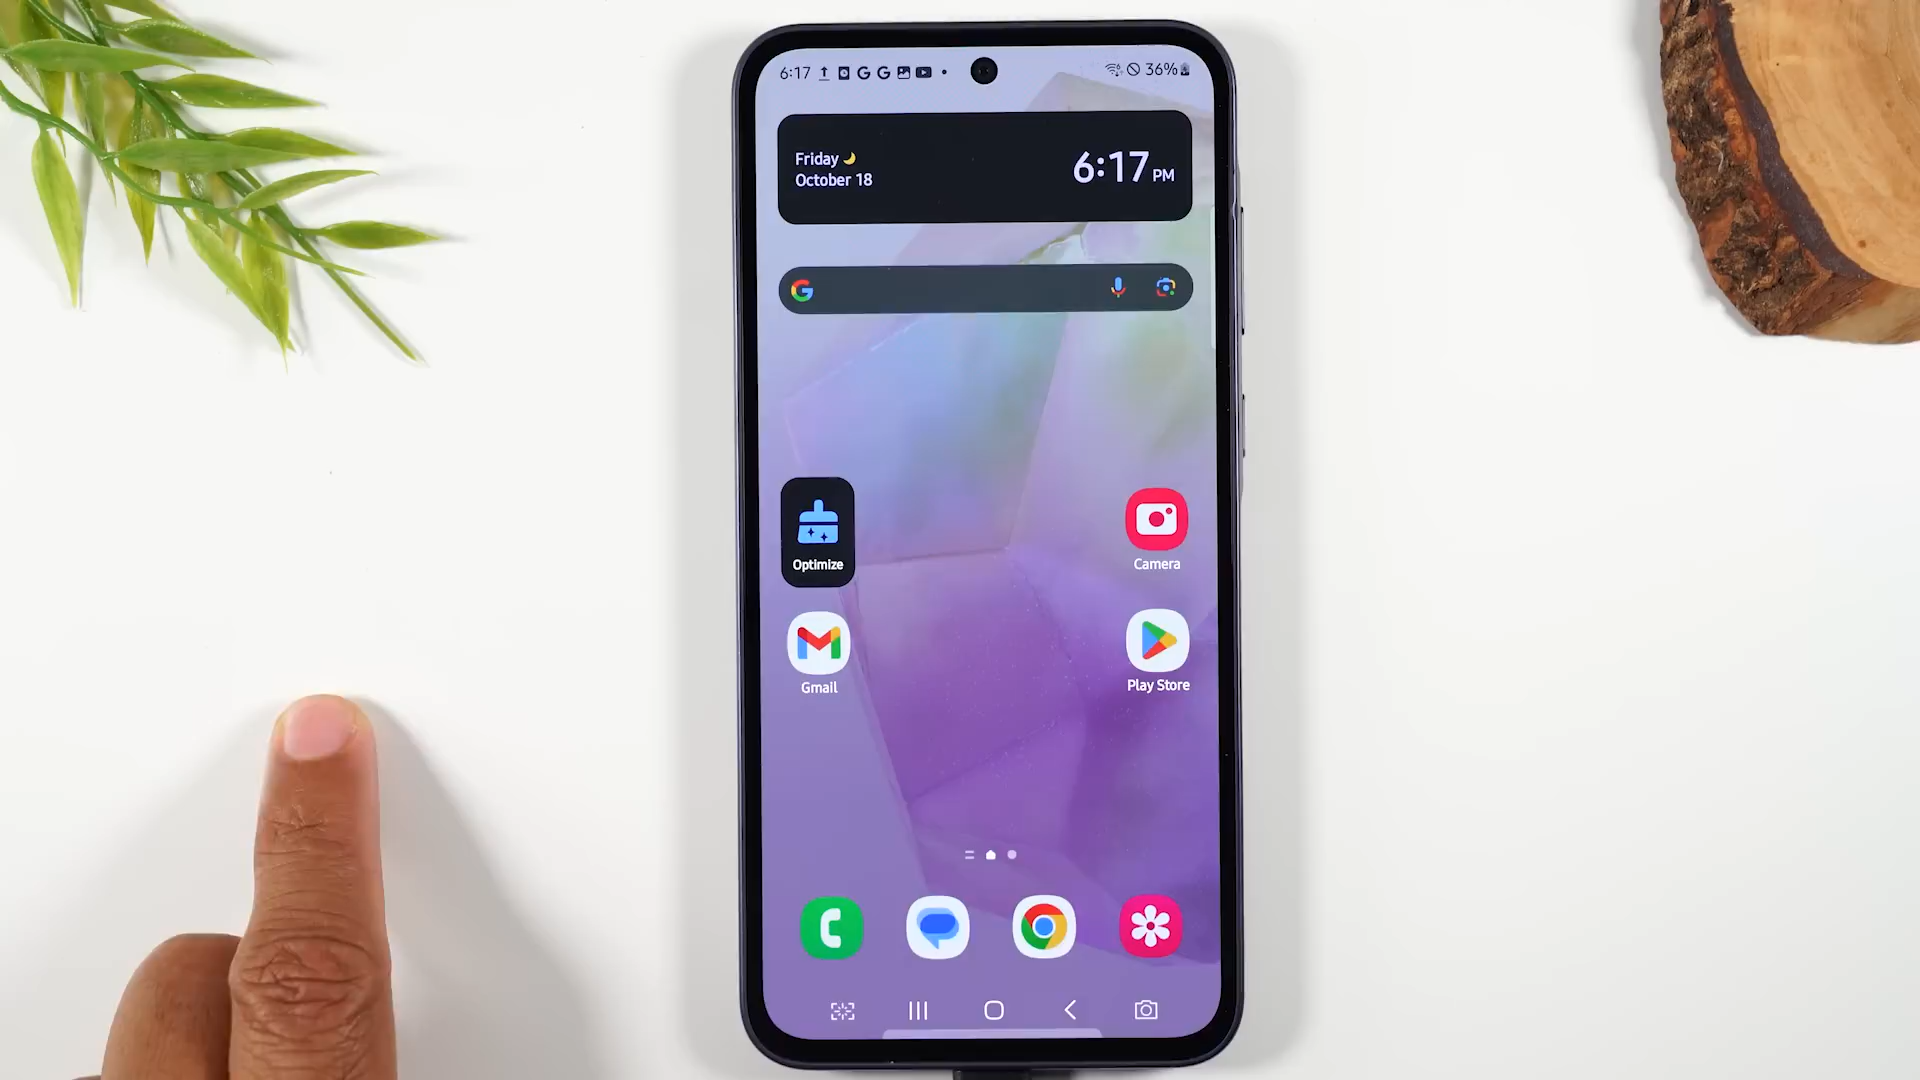 6:17
36%
Friday
October 18
6:17 PM
Optimize
Camera
Gmail
Play Store